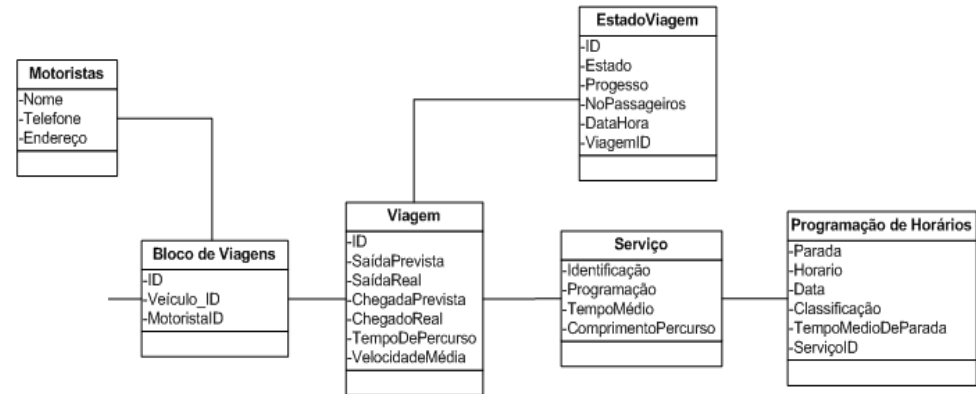 EstadoViagem
-ID
-Estado
-Progesso
-NoPassageiros
-DataHora
-ViagemID
Motoristas
-Nome
-Telefone
-Endereço
Bloco de Viagens
-ID
-Veículo_ID
-MotoristaID
Viagem
-ID
-SaídaPrevista
-SaídaReal
-ChegadaPrevista
-ChegadoReal
-TempoDePercurso
-VelocidadeMédia
Serviço
-Identificação
-Programação
-TempoMédio
-ComprimentoPercurso
Programação de Horários
-Parada
-Horario
-Data
-Classificação
-TempoMedioDeParada
-ServiçoID